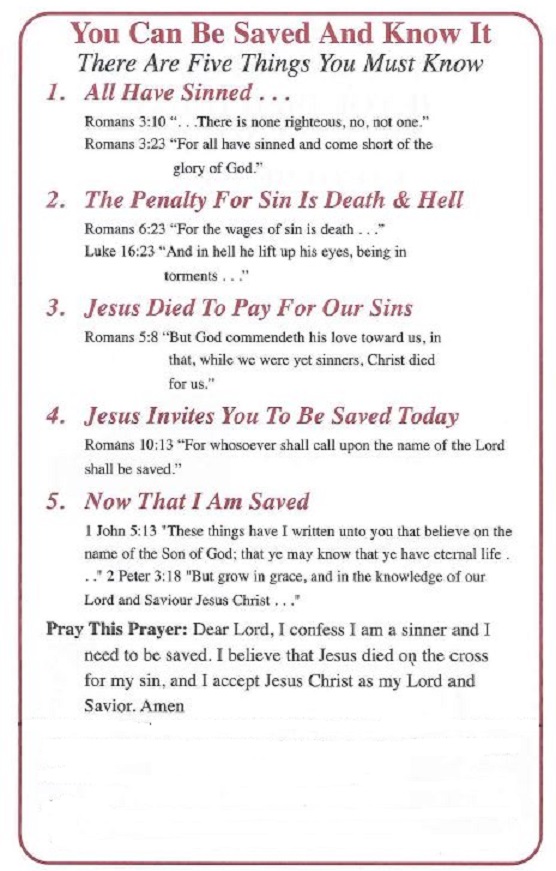 You Can Be Saved And Know It
There Are Five Things You Must Know
1. All Have Sinned . . .
Romans 3:10 “. . .There is none righteous, no, not one.”
Romans 3:23 “For all have sinned and come short of the
glory of God.”
2. The Penalty For Sin Is Death & Hell
Romans 6:23 “For the wages of sin is death . . .”
Luke 16:23 “And in hell he lift up his eyes, being in
torments . . .”
3. Jesus Died To Pay For Our Sins
Romans 5:8 “But God commendeth his love toward us, in
that, while we were yet sinners, Christ died
for us.”
4. Jesus Invites You To Be Saved Today
Romans 10:13 “For whosoever shall call upon the name of the Lord
shall be saved.”
5. Now That I Am Saved
1 John 5:13 "These things have I written unto you that believe on the
name of the Son of God; that ye may know that ye have eternal life .
. ." 2 Peter 3:18 "But grow in grace, and in the knowledge of our
Lord and Saviour Jesus Christ . . ."
Pray This Prayer: Dear Lord, I confess I am a sinner and I
need to be saved. I believe that Jesus died on the cross
for my sin, and I accept Jesus Christ as my Lord and
Savior. Amen